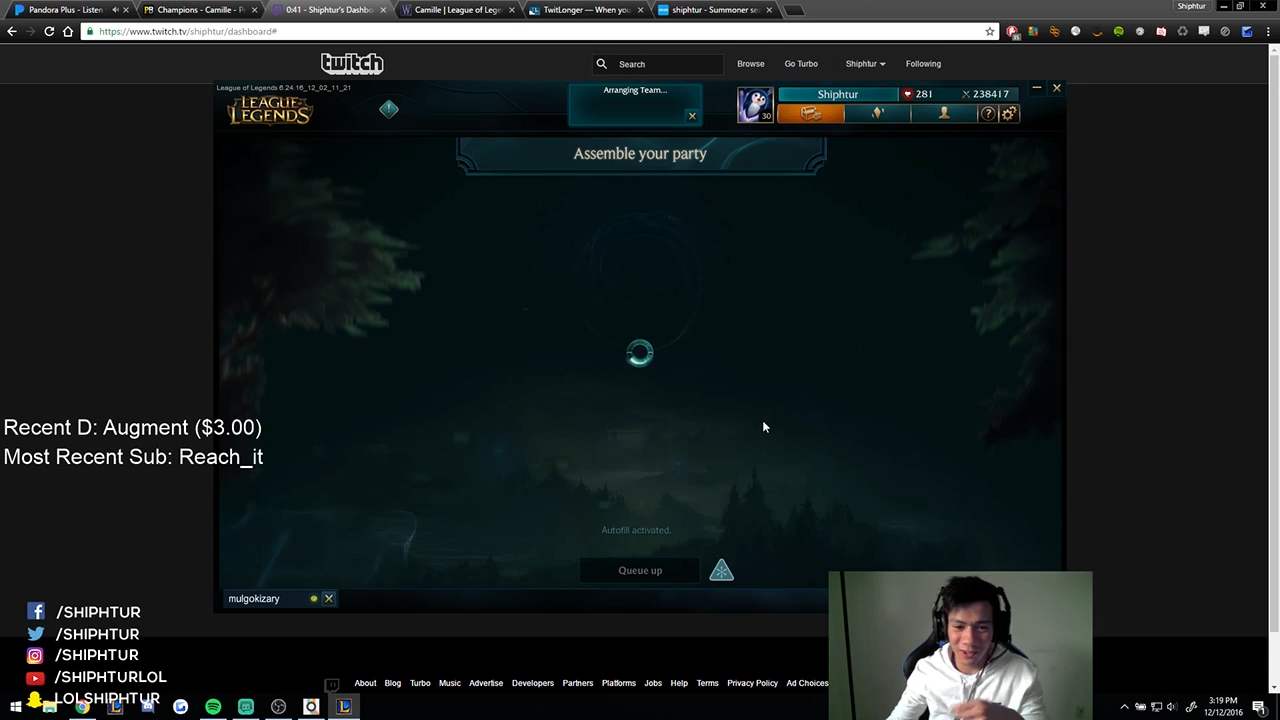 Pandora Plus - Listen
Champions - Camille - P
0:41 - Shiphtur's Dashbo
Camille | League of Lege
TwitLonger — When you
shiphtur - Summoner se
Shiphtur
https://www.twitch.tv/shiphtur/dashboard#
twitch
Search
Browse
Go Turbo
Shiphtur
Following
League of Legends 6.24.16_12_02_11_21
LEAGUE OF LEGENDS
Arranging Team...
30
Shiphtur
281
238417
Assemble your party
Recent D: Augment ($3.00)
Most Recent Sub: Reach_it
Autofill activated.
Queue up
mulgokizary
/SHIPHTUR
/SHIPHTUR
/SHIPHTUR
/SHIPHTURLOL
LOLSHIPHTUR
About
Blog
Turbo
Music
Advertise
Developers
Partners
Platforms
Jobs
Help
Terms
Privacy Policy
Ad Choices
3:19 PM
12/12/2016